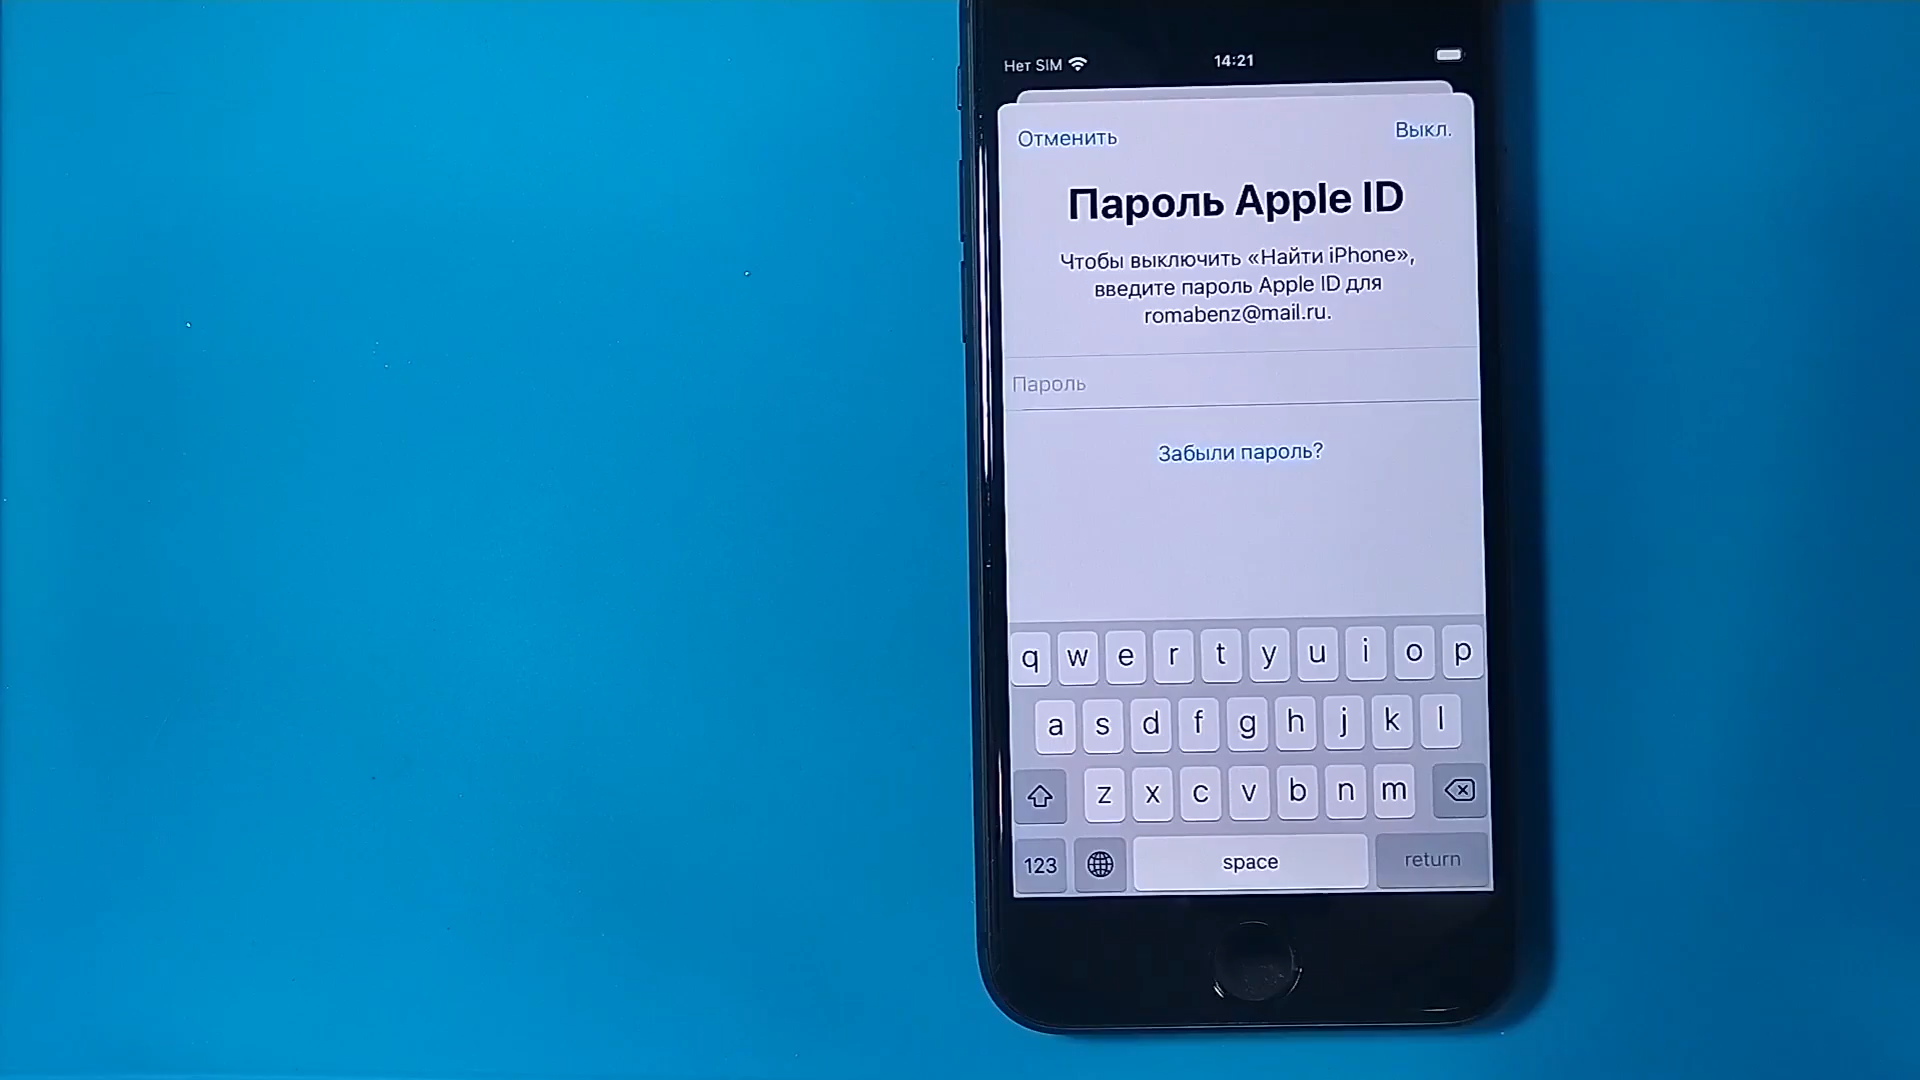 Нет SIM
14:21
Отменить
Выкл.
Пароль Apple ID
Чтобы выключить «Найти iPhone»,
введите пароль Apple ID для
romabenz@mail.ru.
Пароль
Забыли пароль?
q w e r t y u i o p
a s d f g h j k l
z x c v b n m
123
space
return